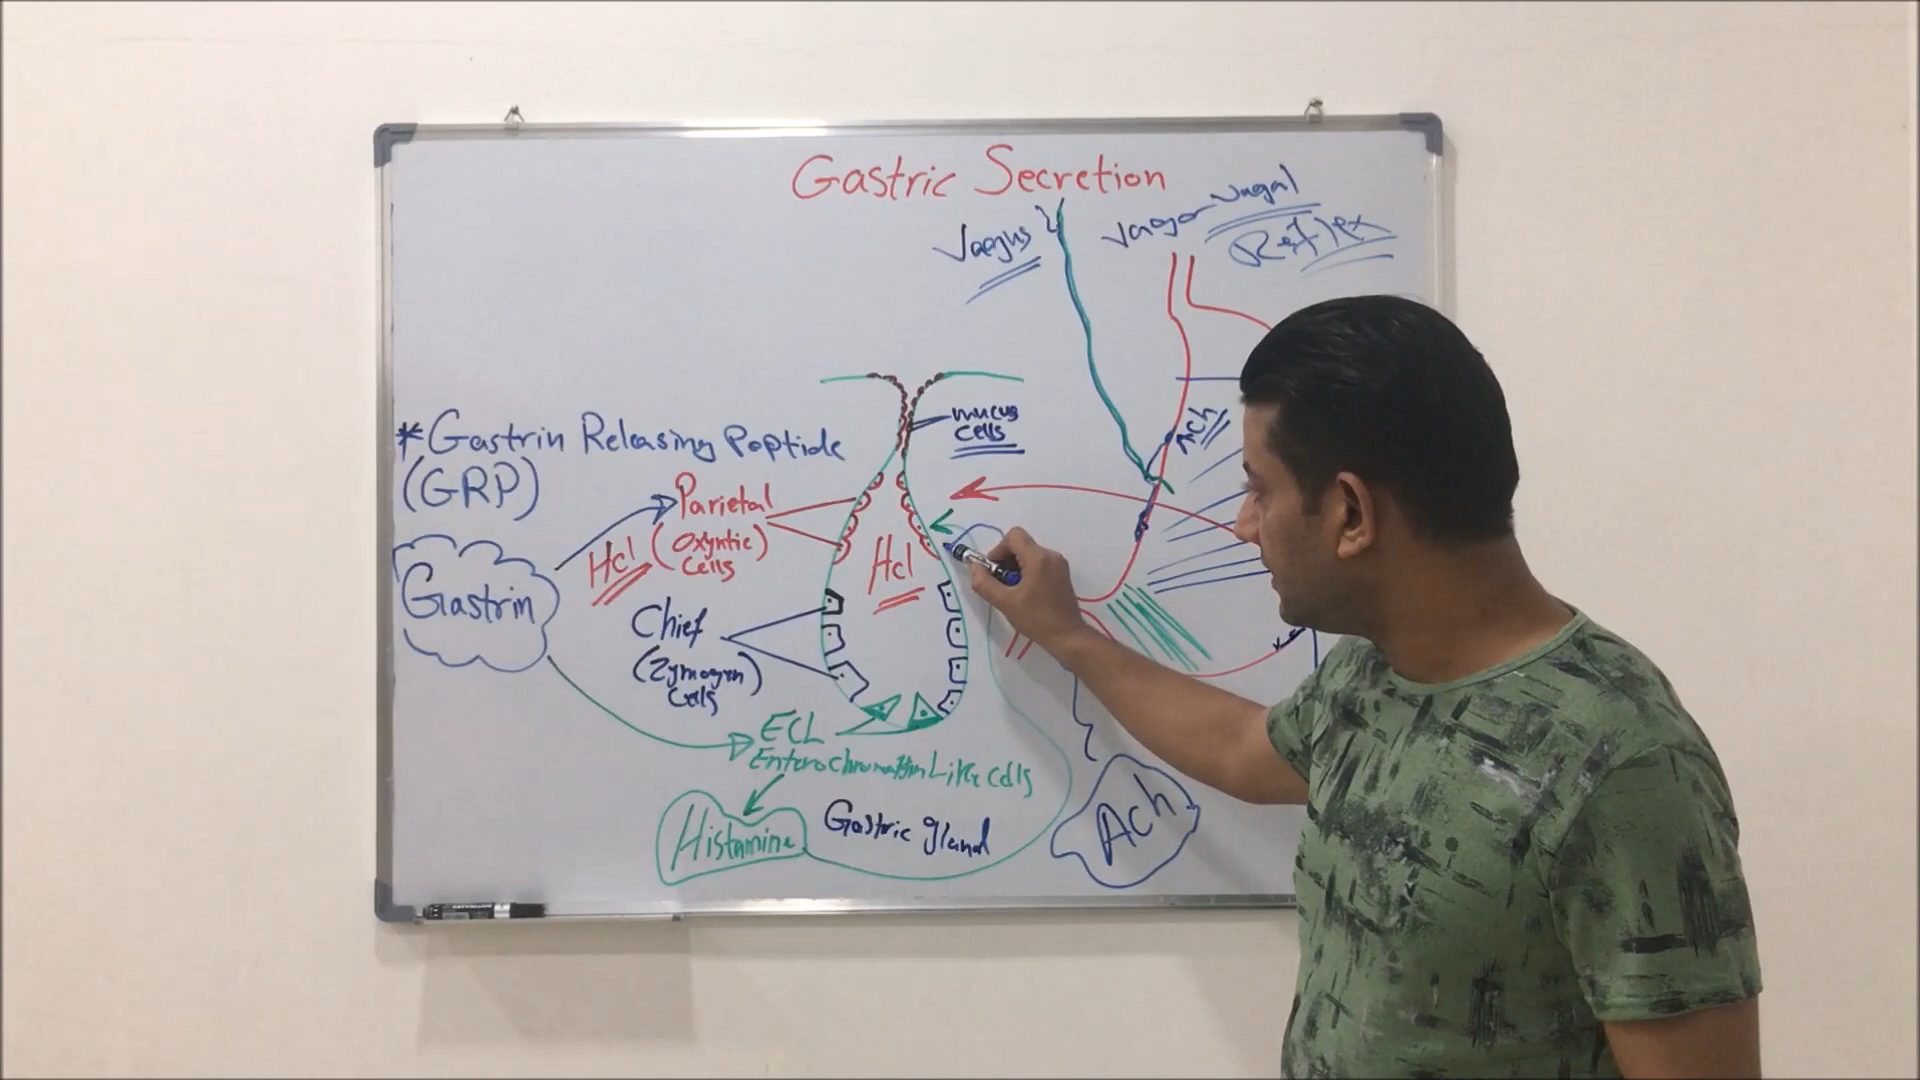 Gastric Secretion
Vagus
Vago-vagal
Reflex
mucus
cells
ACh
*Gastrin Releasing Peptide
(GRP)
Parietal
(Oxyntic)
Cells
Hcl
Hcl
Gastrin
Chief
(Zymogen)
Cells
ECL
Enterochromaffin Like cells
Histamine
Gastric gland
ACh